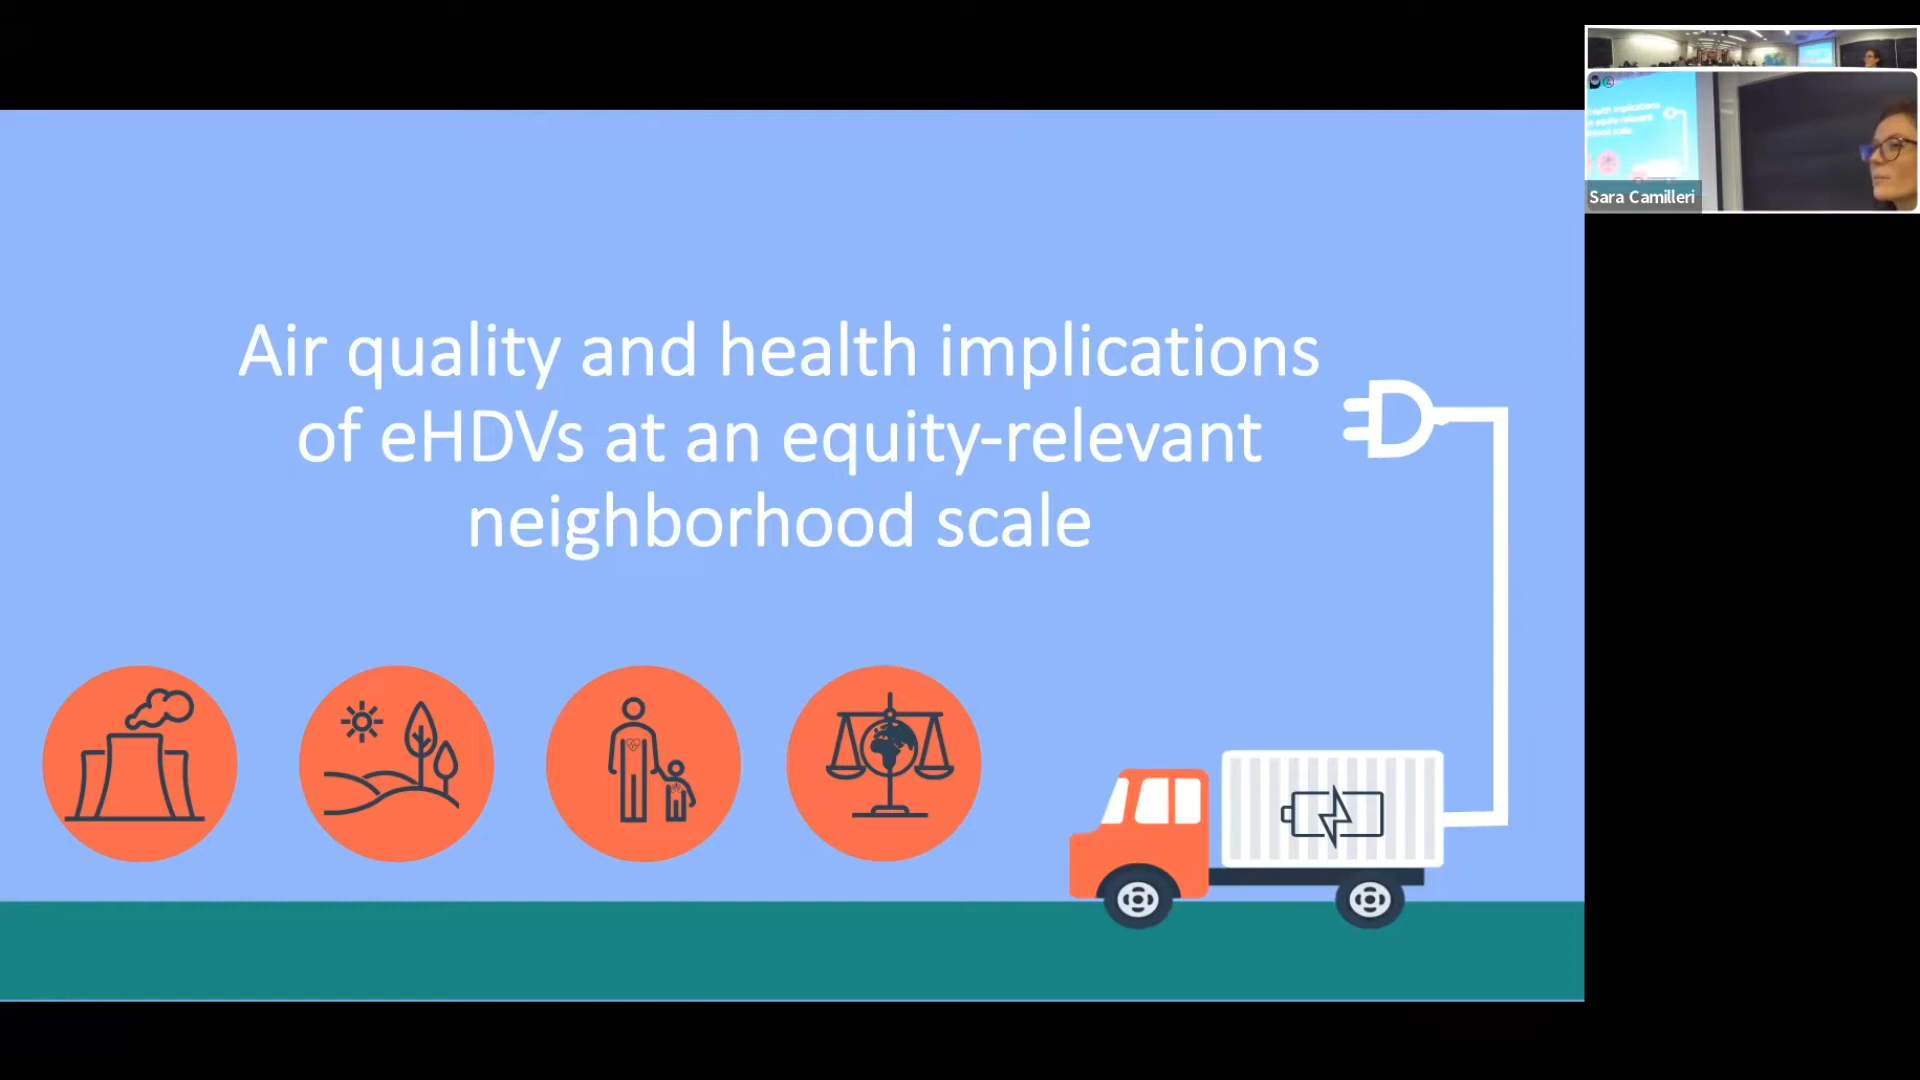 Air quality and health implications
of eHDVs at an equity-relevant
neighborhood scale
Sara Camilleri